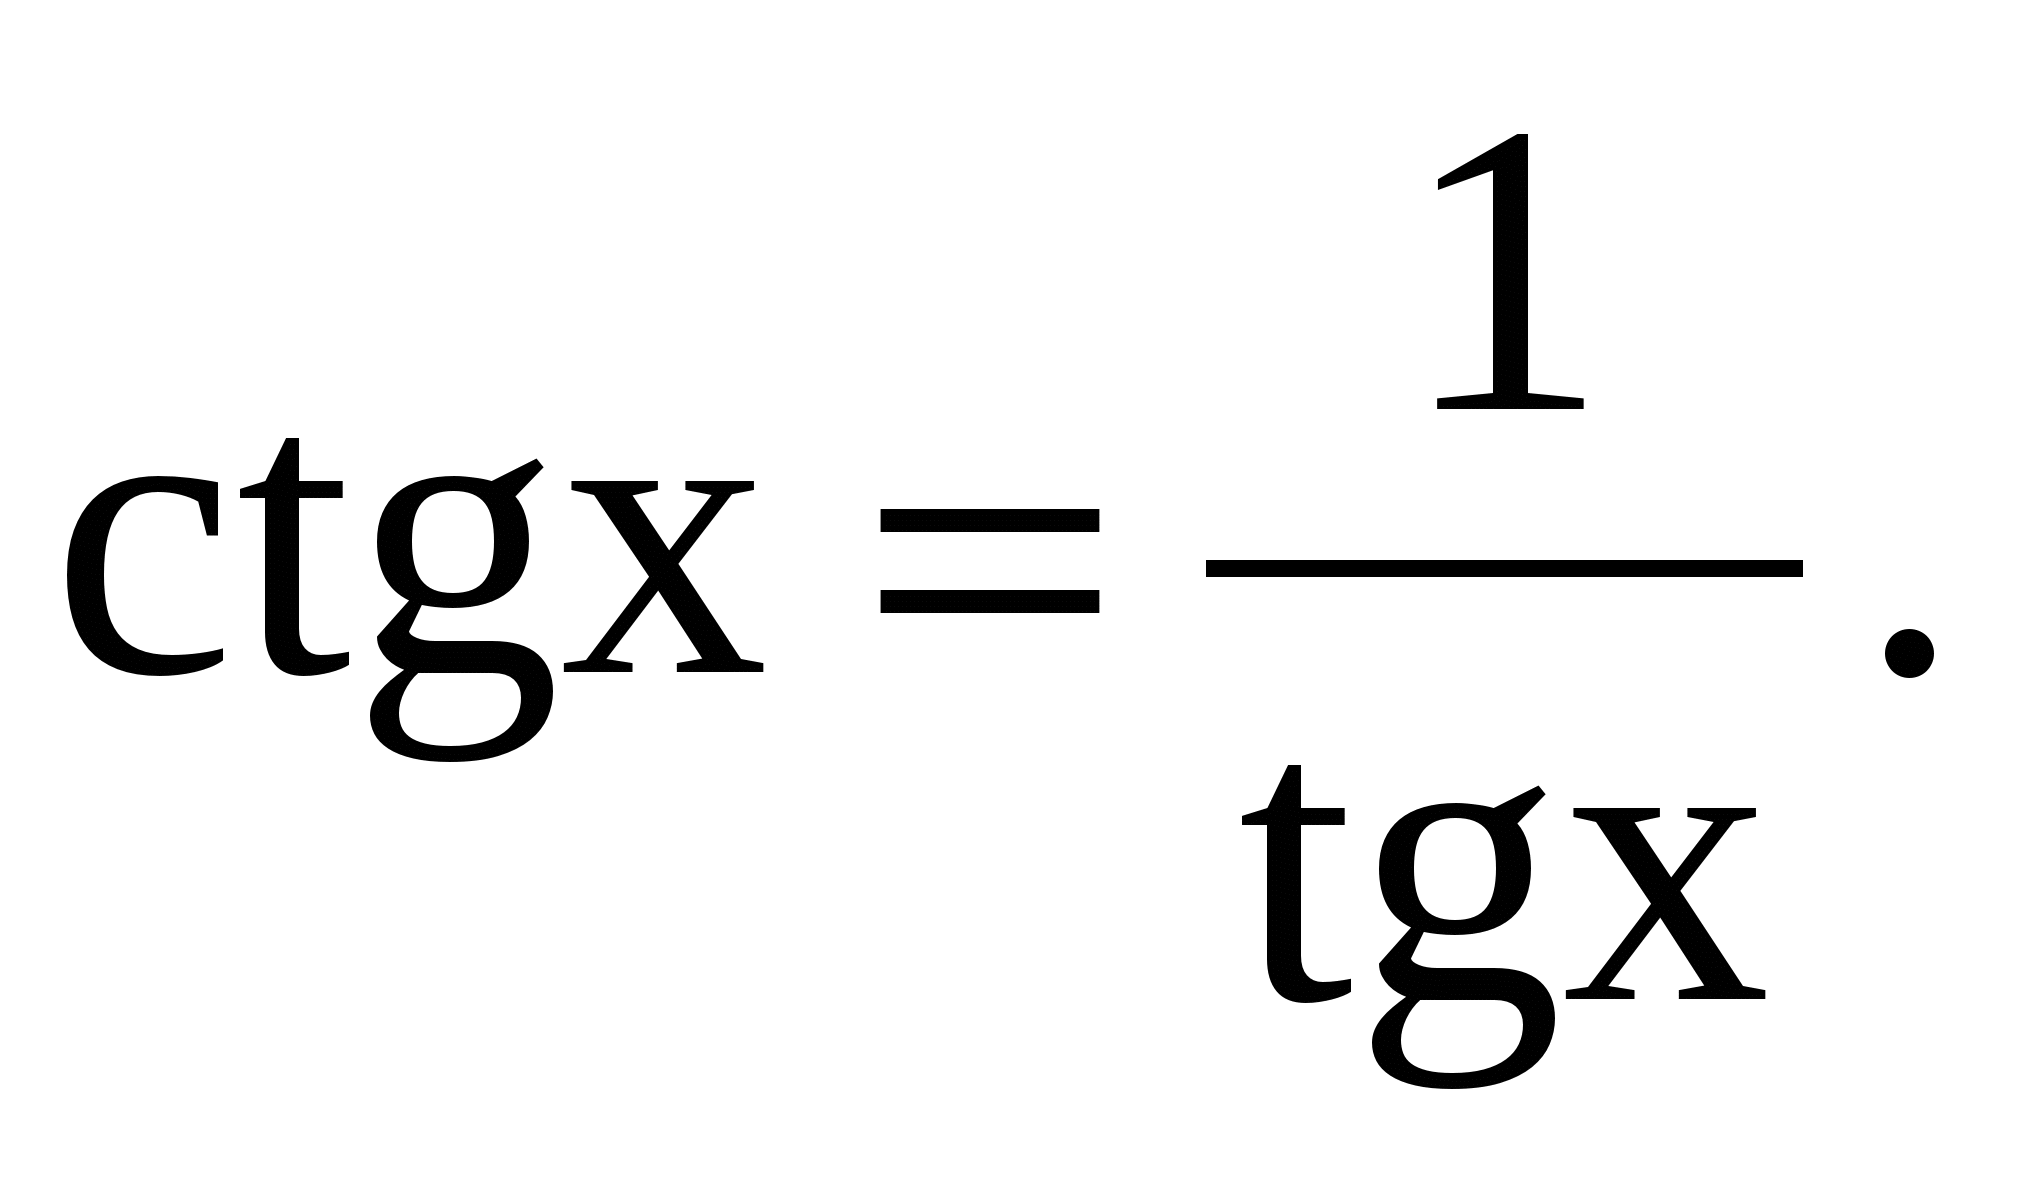 ctgx = 1/tgx .